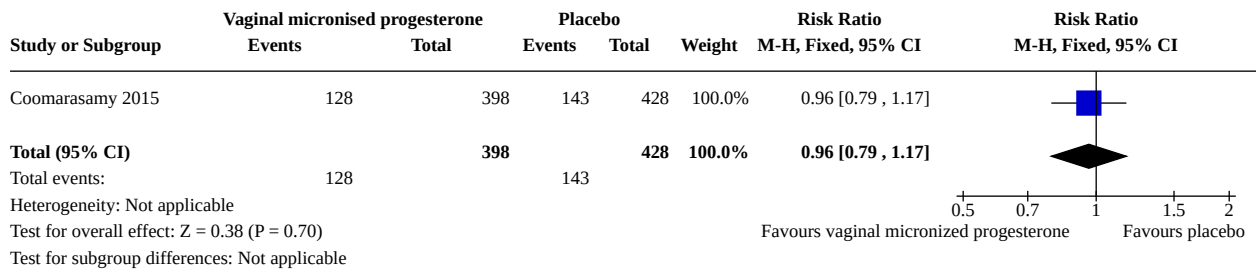 Vaginal micronised progesterone Placebo Risk Ratio Risk Ratio
Study or Subgroup Events Total Events Total Weight M-H, Fixed, 95% CI M-H, Fixed, 95% CI
Coomarasamy 2015 128 398 143 428 100.0% 0.96 [0.79 , 1.17]
Total (95% CI) 398 428 100.0% 0.96 [0.79 , 1.17]
Total events: 128 143
Heterogeneity: Not applicable 0.5 0.7 1 1.5 2
Test for overall effect: Z = 0.38 (P = 0.70) Favours vaginal micronized progesterone Favours placebo
Test for subgroup differences: Not applicable